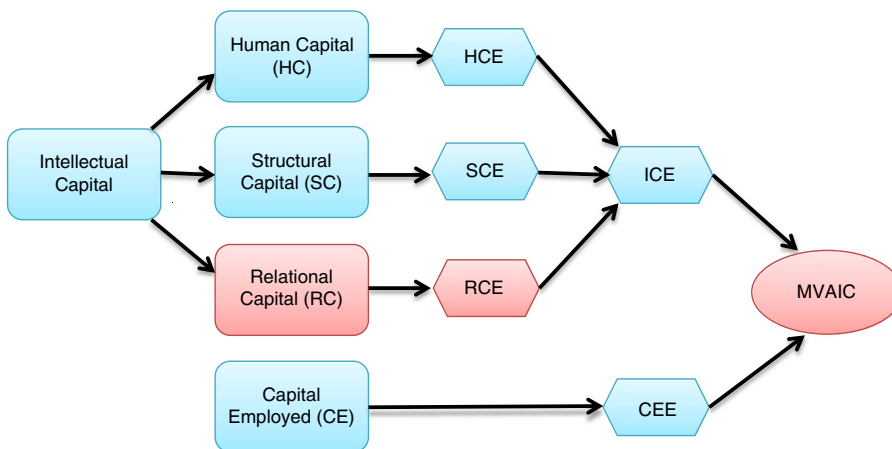 Human Capital
(HC)
HCE
Intellectual
Capital
Structural
Capital (SC)
SCE
ICE
Relational
Capital (RC)
RCE
MVAIC
Capital
Employed (CE)
CEE